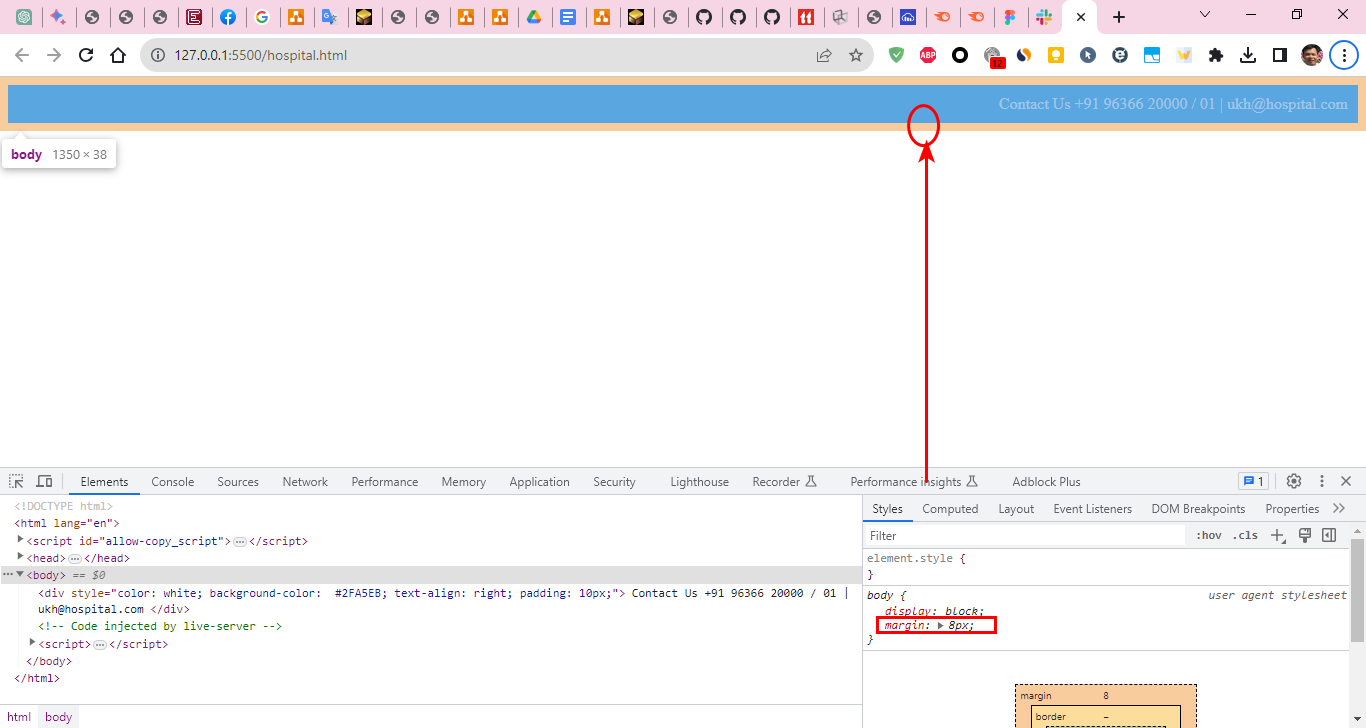 ABP
12
127.0.0.1:5500/hospital.html
Contact Us +91 96366 20000 / 01 | ukh@hospital.com
body 1350 × 38
Elements Console Sources Network Performance Memory Application Security Lighthouse Recorder Performance insights Adblock Plus 1
<!DOCTYPE html>
<html lang="en">
<script id="allow-copy_script"> … </script>
<head> … </head>
… <body> == $0
<div style="color: white; background-color:  #2FA5EB; text-align: right; padding: 10px;"> Contact Us +91 96366 20000 / 01 |
ukh@hospital.com </div>
<!-- Code injected by live-server -->
<script> … </script>
</body>
</html>
html body
Styles Computed Layout Event Listeners DOM Breakpoints Properties
Filter :hov .cls
element.style {
}
body { user agent stylesheet
display: block;
margin: 8px;
}
margin 8
border –